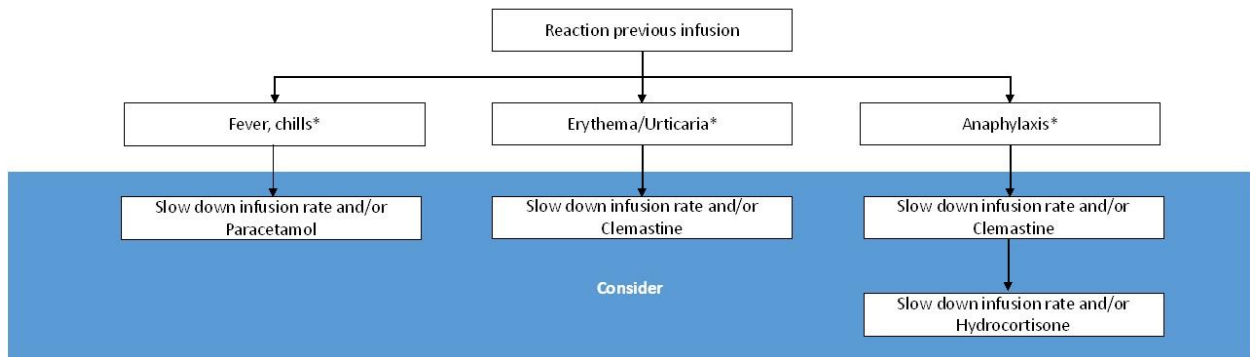 Reaction previous infusion
Fever, chills*
Erythema/Urticaria*
Anaphylaxis*
Slow down infusion rate and/or
Paracetamol
Slow down infusion rate and/or
Clemastine
Slow down infusion rate and/or
Clemastine
Consider
Slow down infusion rate and/or
Hydrocortisone